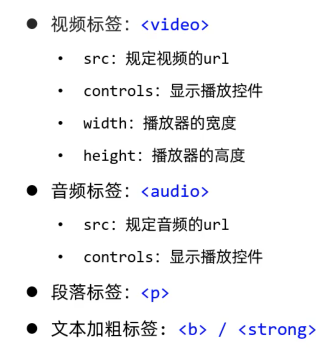 ● 视频标签：<video>
• src：规定视频的url
• controls：显示播放控件
• width：播放器的宽度
• height：播放器的高度
● 音频标签：<audio>
• src：规定音频的url
• controls：显示播放控件
● 段落标签：<p>
● 文本加粗标签：<b> / <strong>